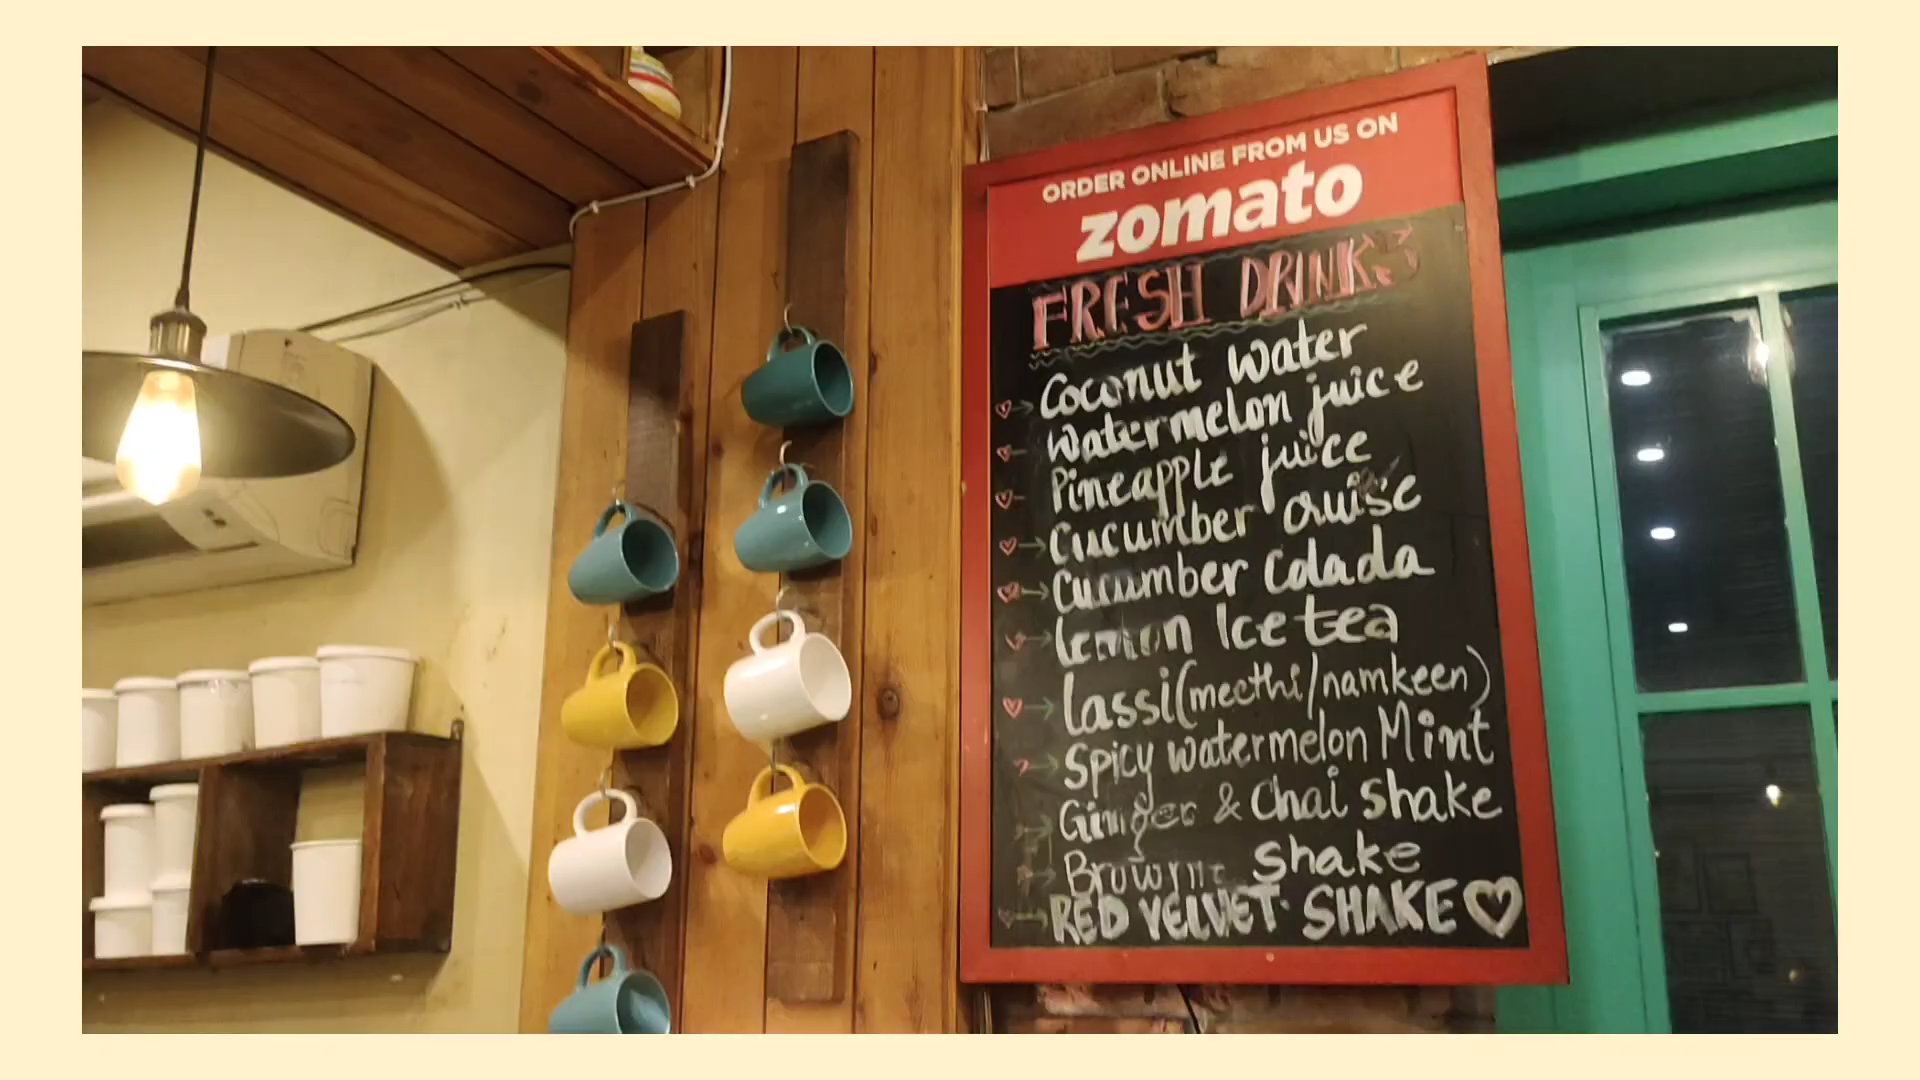 ORDER ONLINE FROM US ON
zomato
FRESH DRINKS
Coconut Water
Watermelon juice
Pineapple juice
Cucumber cruise
Cucumber Colada
lemon Ice tea
Lassi(meethi/namkeen)
Spicy watermelon Mint
Ginger & Chai Shake
Brownie Shake
RED VELVET SHAKE